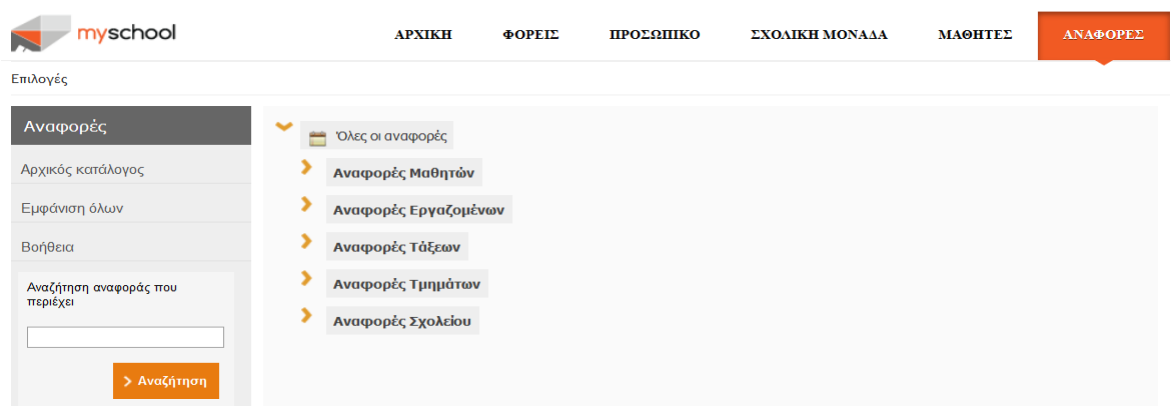 myschool
ΑΡΧΙΚΗ ΦΟΡΕΙΣ ΠΡΟΣΩΠΙΚΟ ΣΧΟΛΙΚΗ ΜΟΝΑΔΑ ΜΑΘΗΤΕΣ ΑΝΑΦΟΡΕΣ
Επιλογές
Αναφορές
Αρχικός κατάλογος
Εμφάνιση όλων
Βοήθεια
Αναζήτηση αναφοράς που
περιέχει
Αναζήτηση
Όλες οι αναφορές
Αναφορές Μαθητών
Αναφορές Εργαζομένων
Αναφορές Τάξεων
Αναφορές Τμημάτων
Αναφορές Σχολείου